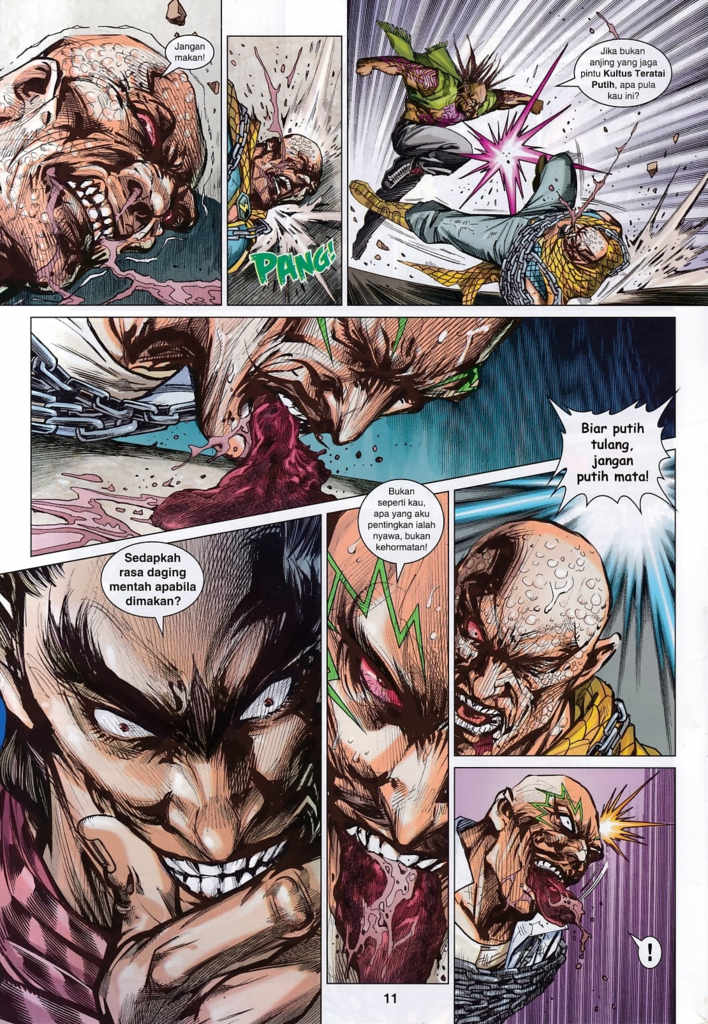 Jangan
makan!
PANG!
Jika bukan
anjing yang jaga
pintu Kultus Teratai
Putih, apa pula
kau ini?
Biar putih
tulang,
jangan
putih mata!
Sedapkah
rasa daging
mentah apabila
dimakan?
Bukan
seperti kau,
apa yang aku
pentingkan ialah
nyawa, bukan
kehormatan!
!
11